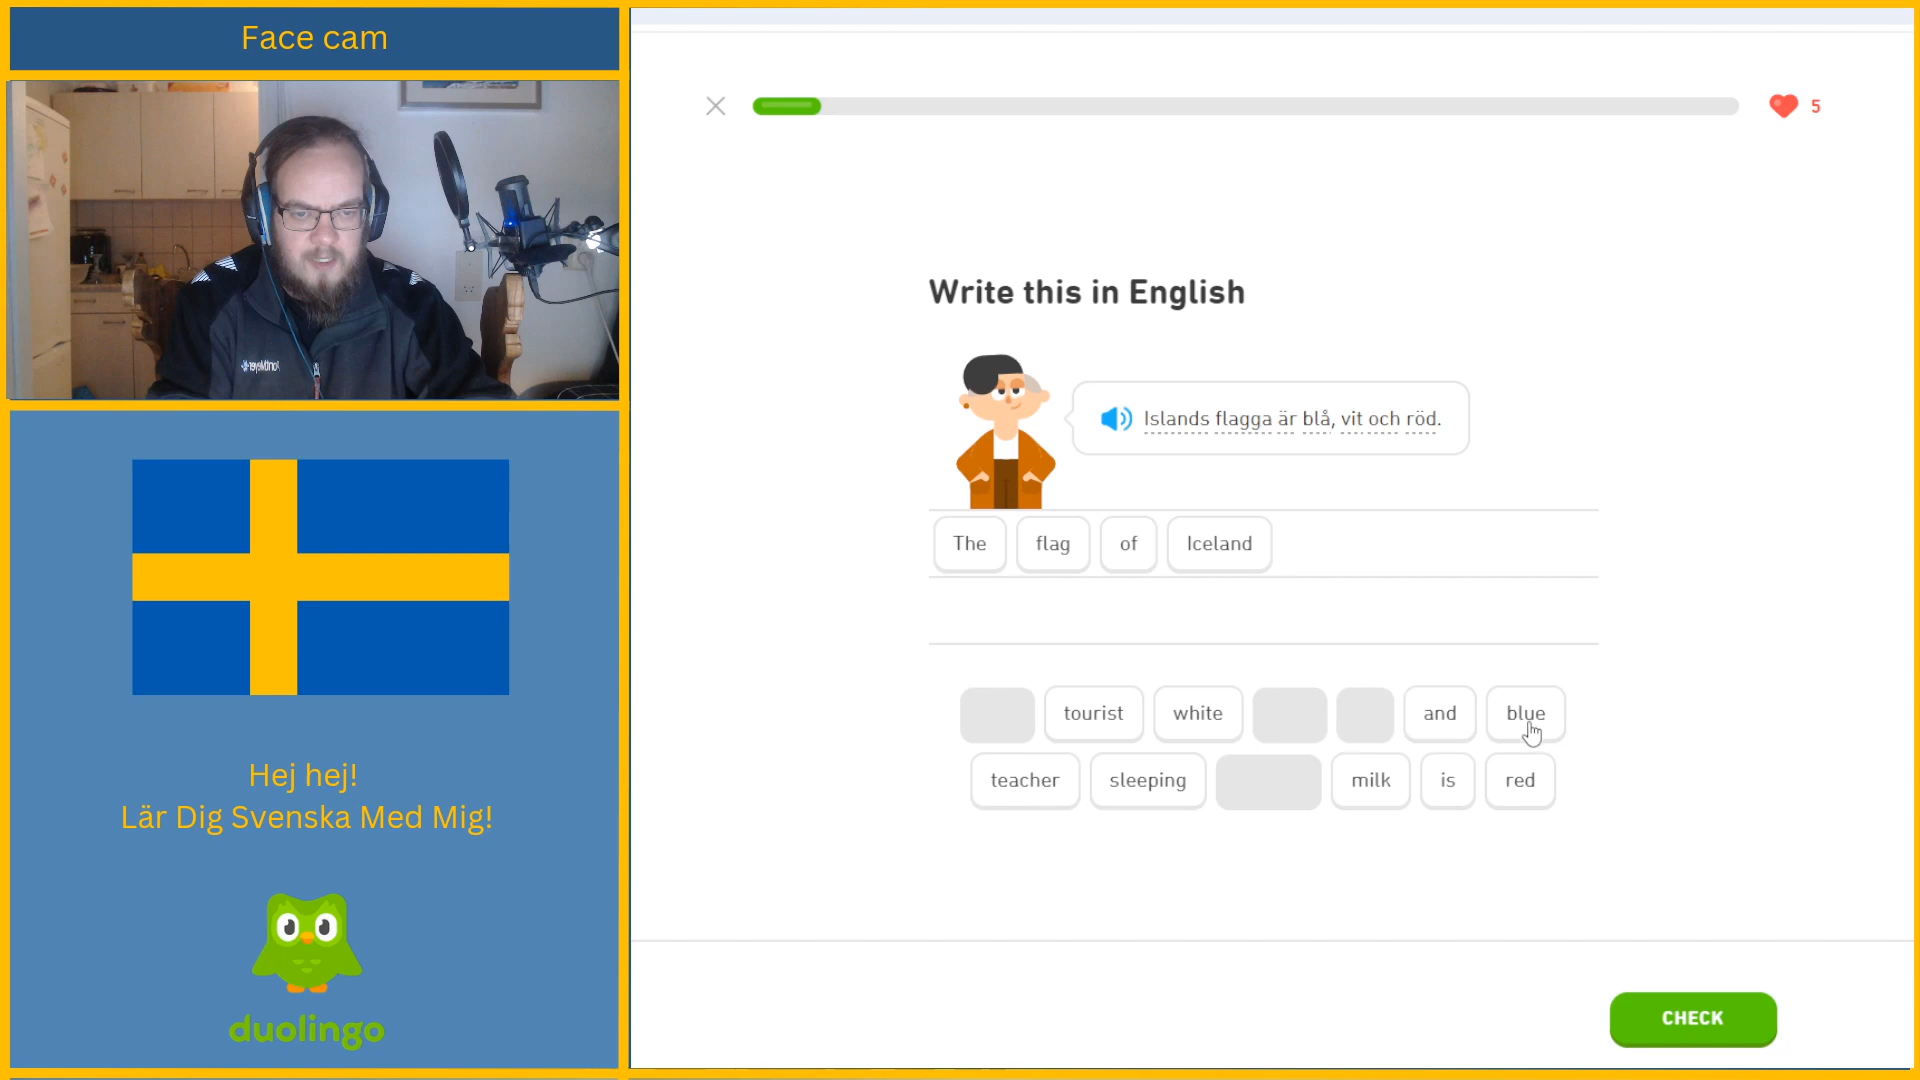 Face cam
5
Write this in English
Islands flagga är blå, vit och röd.
The flag of Iceland
tourist white and blue
teacher sleeping milk is red
CHECK
Hej hej!
Lär Dig Svenska Med Mig!
duolingo